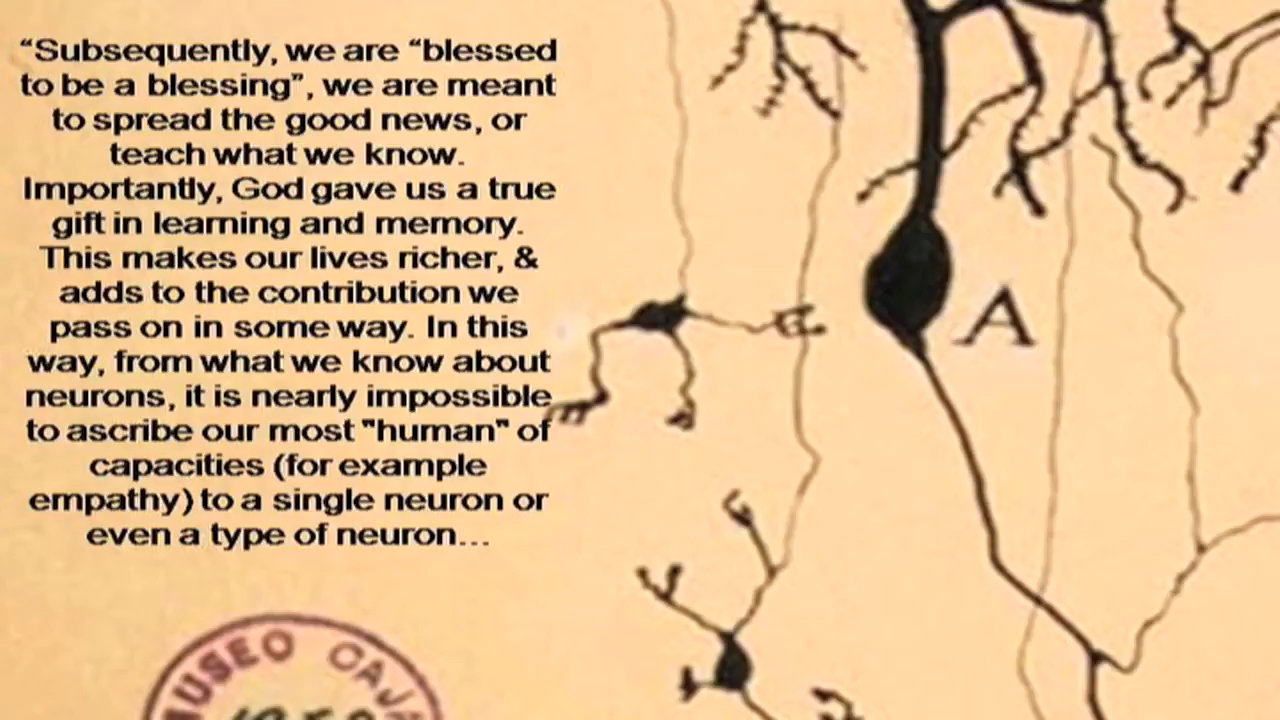 “Subsequently, we are “blessed
to be a blessing”, we are meant
to spread the good news, or
teach what we know.
Importantly, God gave us a true
gift in learning and memory.
This makes our lives richer, &
adds to the contribution we
pass on in some way. In this
way, from what we know about
neurons, it is nearly impossible
to ascribe our most "human" of
capacities (for example
empathy) to a single neuron or
even a type of neuron...
A
MUSEO CAJA